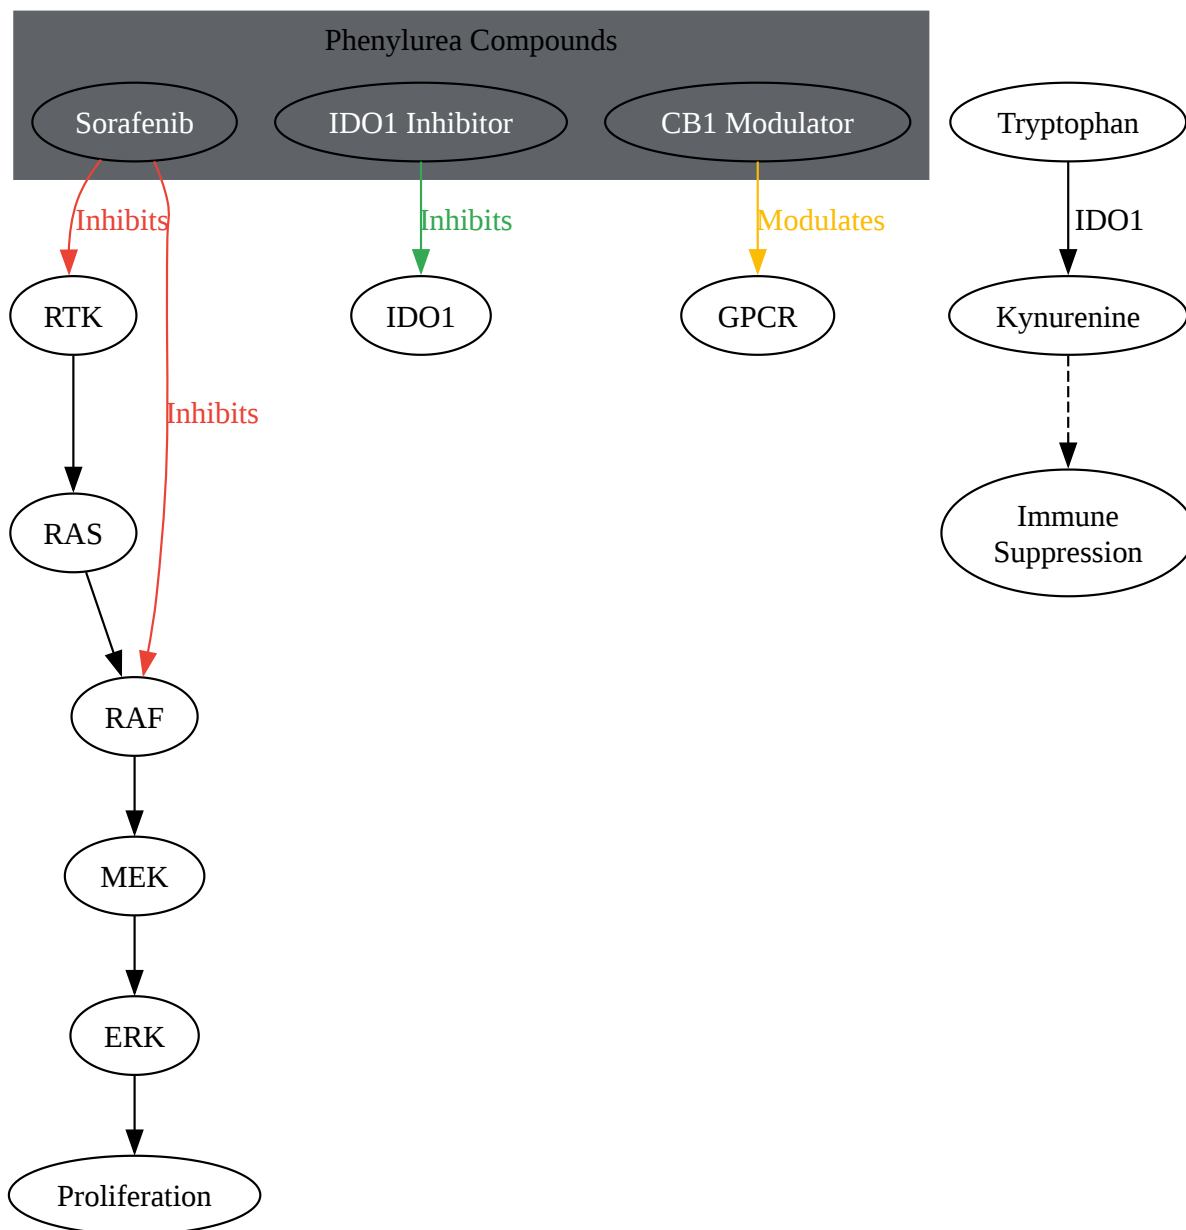 Phenylurea Compounds
Sorafenib
IDO1 Inhibitor
CB1 Modulator
Tryptophan
Inhibits
Inhibits
Modulates
IDO1
RTK
IDO1
GPCR
Kynurenine
Inhibits
RAS
Immune
Suppression
RAF
MEK
ERK
Proliferation